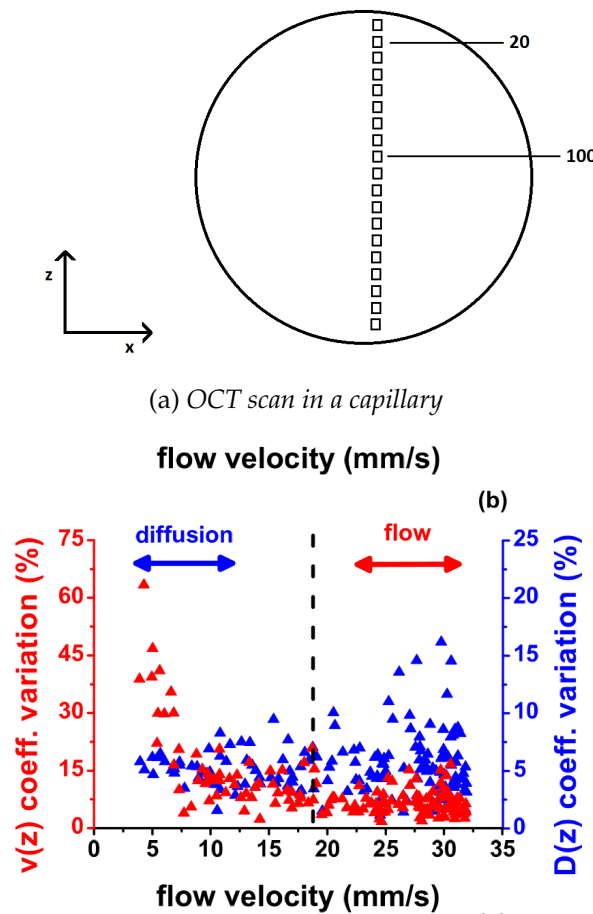 20
100
z
x
(a) OCT scan in a capillary
flow velocity (mm/s)
(b)
diffusion
flow
v(z) coeff. variation (%)
75
60
45
30
15
0
D(z) coeff. variation (%)
25
20
15
10
5
0
0 5 10 15 20 25 30 35
flow velocity (mm/s)